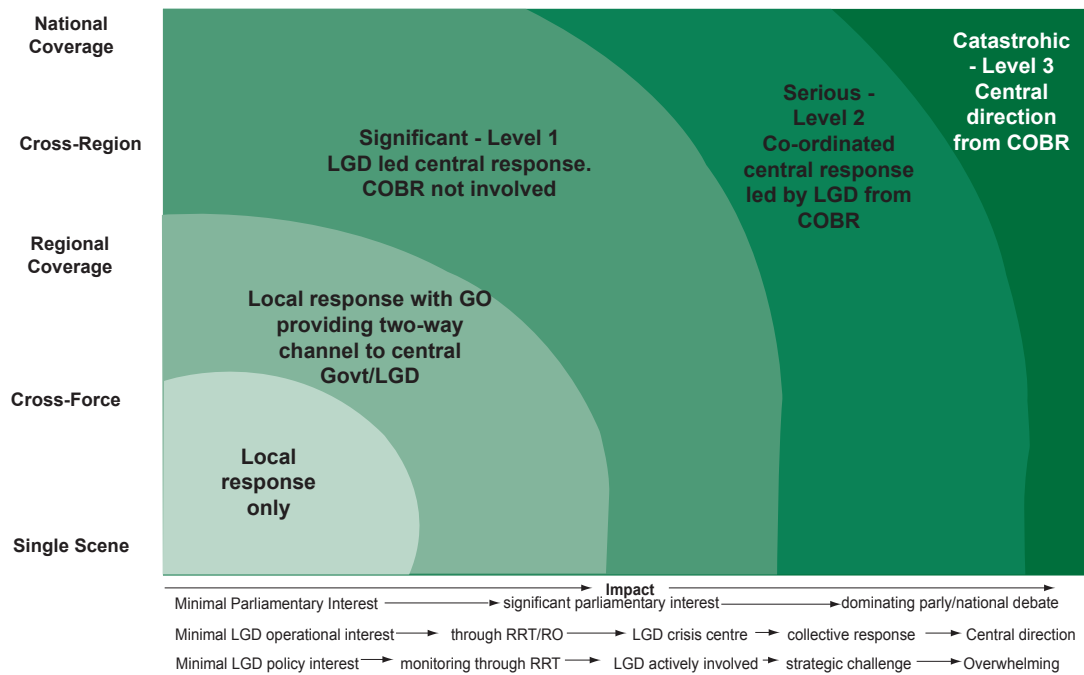 National
Coverage
Cross-Region
Regional
Coverage
Cross-Force
Single Scene
Catastrohic
- Level 3
Central
direction
from COBR
Serious -
Level 2
Co-ordinated
central response
led by LGD from
COBR
Significant - Level 1
LGD led central response.
COBR not involved
Local response with GO
providing two-way
channel to central
Govt/LGD
Local
response
only
Impact
Minimal Parliamentary Interest significant parliamentary interest dominating parly/national debate
Minimal LGD operational interest through RRT/RO LGD crisis centre collective response Central direction
Minimal LGD policy interest monitoring through RRT LGD actively involved strategic challenge Overwhelming